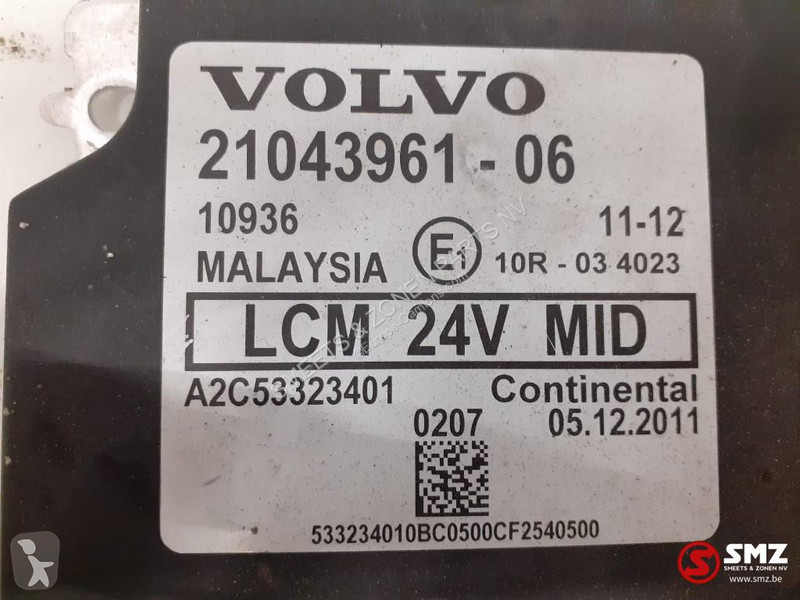 VOLVO
21043961 - 06
10936 11-12
MALAYSIA E1 10R - 03 4023
LCM 24V MID
A2C53323401 Continental
0207 05.12.2011
533234010BC0500CF2540500
SMZ
SHEETS & ZONEN NV
www.smz.be